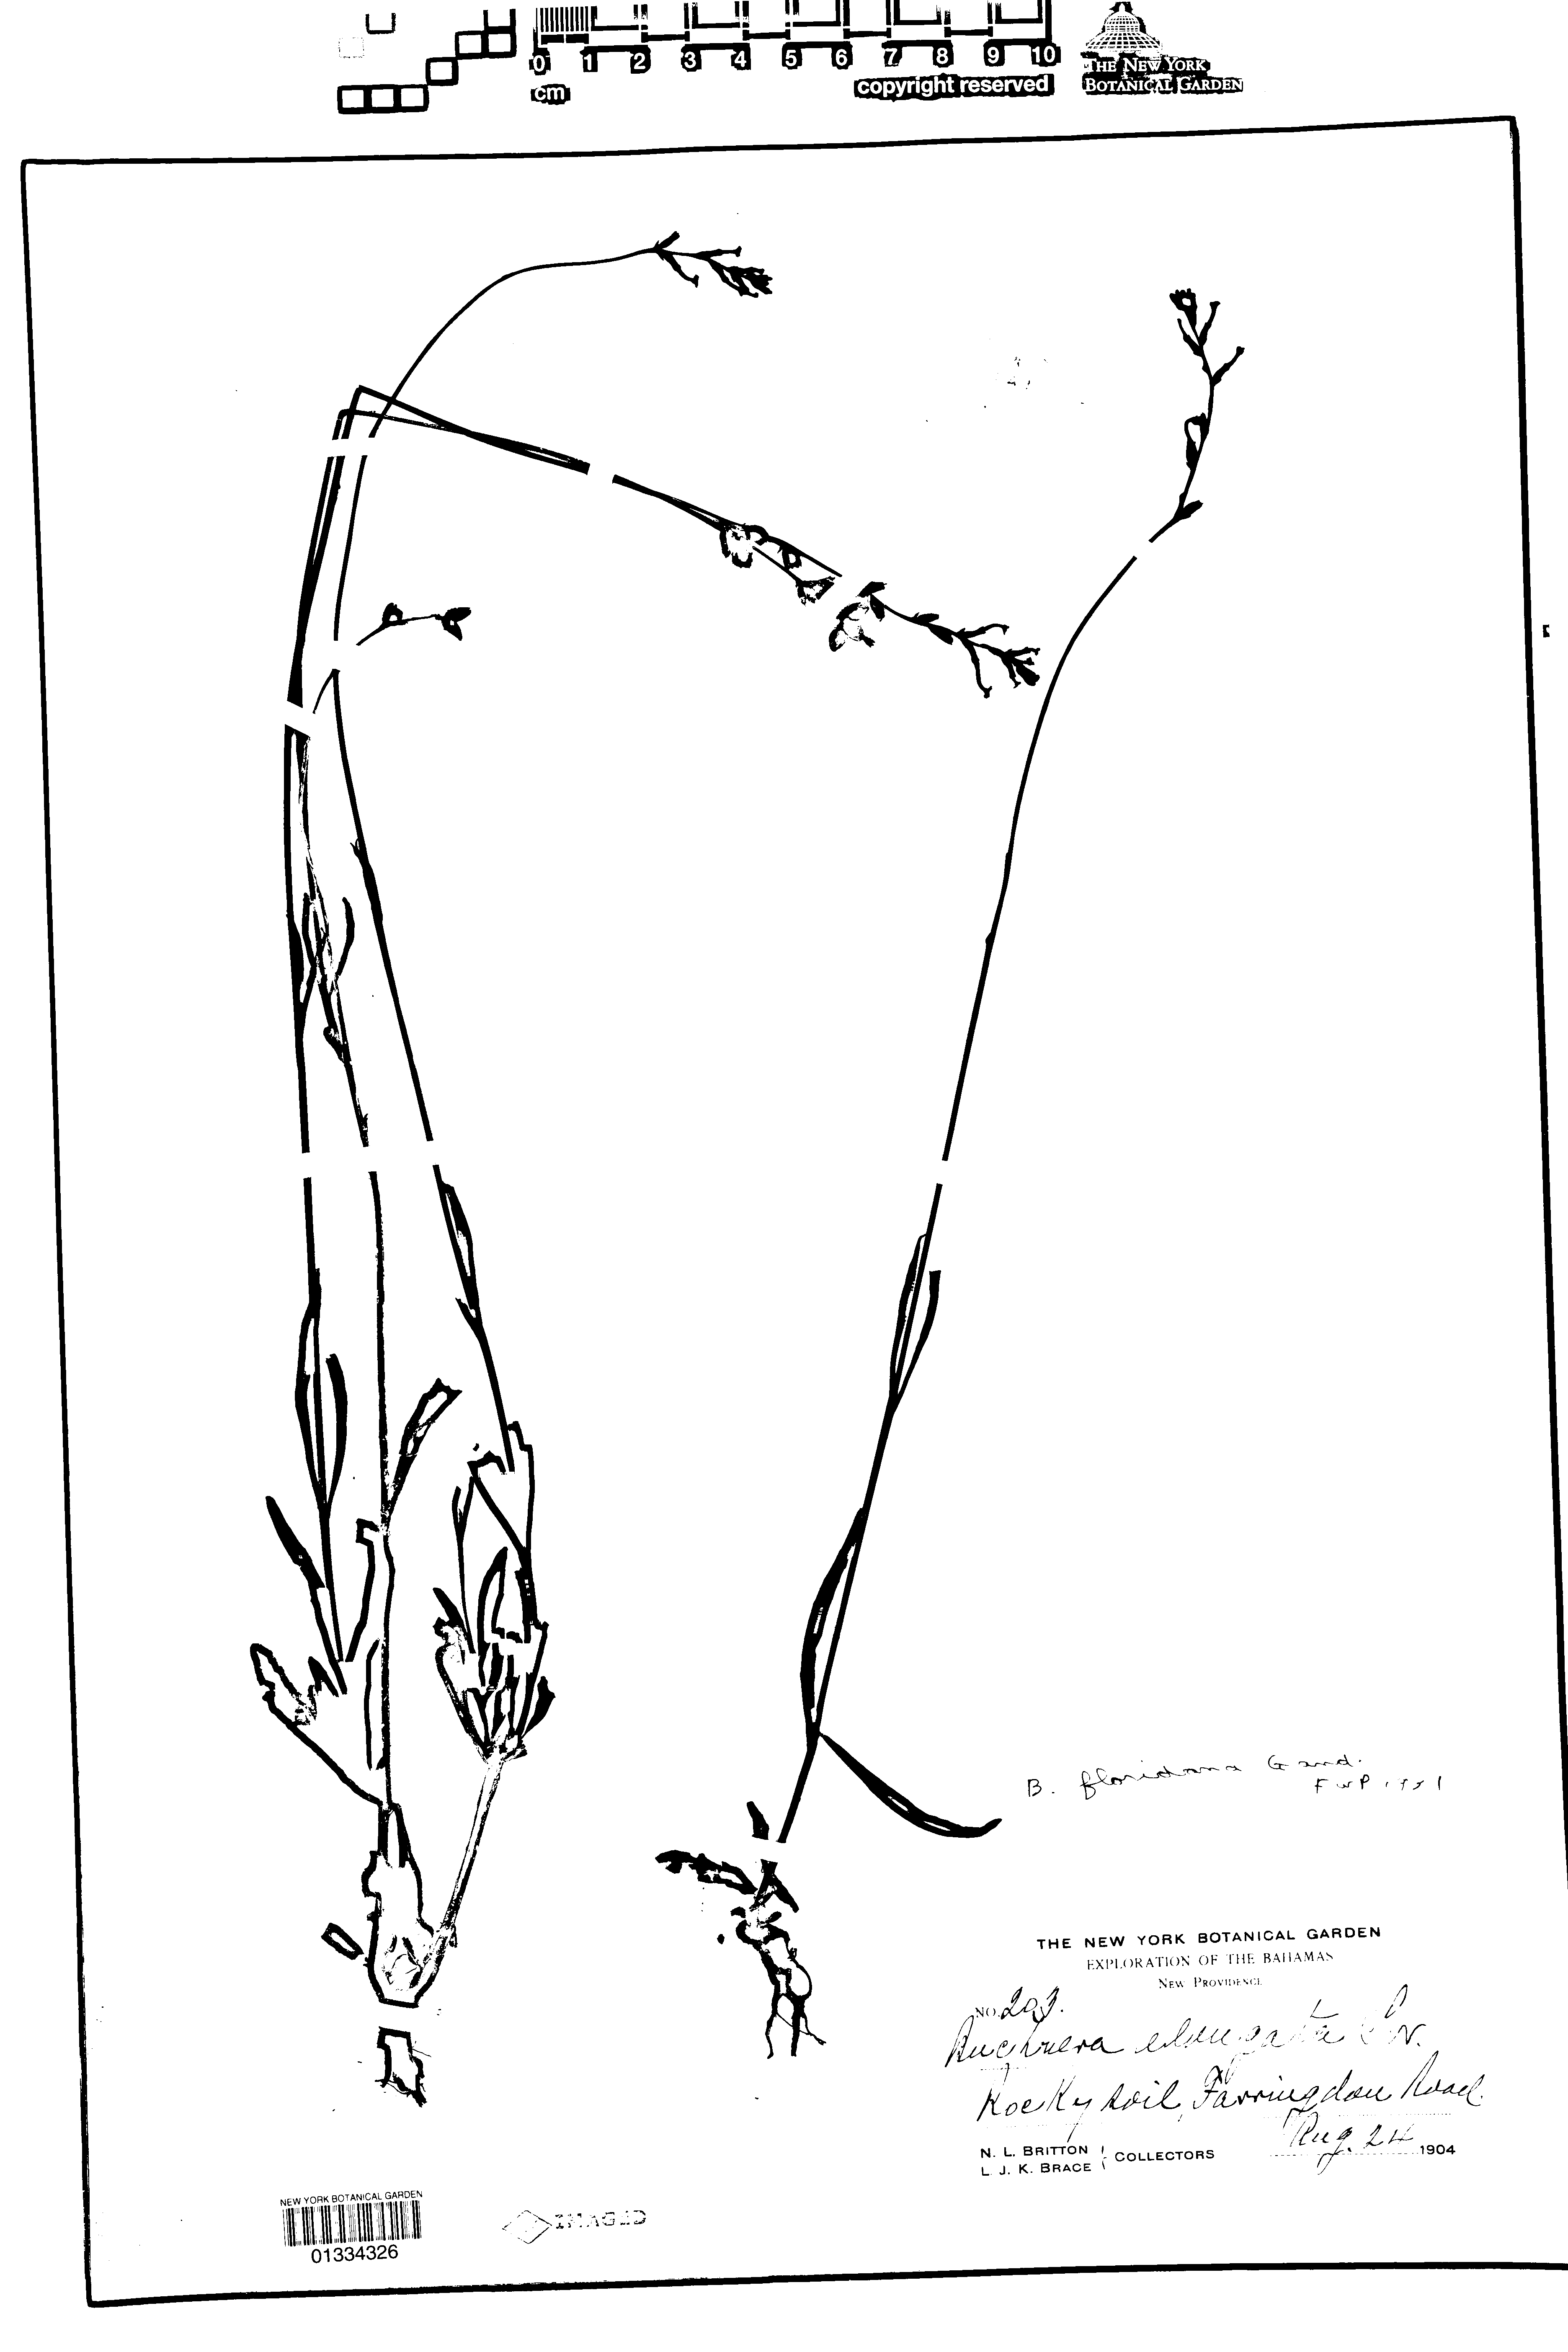 0 1 2 3 4 5 6 7 8 9 10
cm
copyright reserved
THE NEW YORK
BOTANICAL GARDEN
B. floridana Gand.
FWP 1931
THE NEW YORK BOTANICAL GARDEN
EXPLORATION OF THE BAHAMAS
NEW PROVIDENCE
NO. 203.
Buchnera elongata Sw.
Rocky soil, Farringdon Road.
Aug. 24 1904
N. L. BRITTON
L. J. K. BRACE
COLLECTORS
NEW YORK BOTANICAL GARDEN
01334326
IMAGED